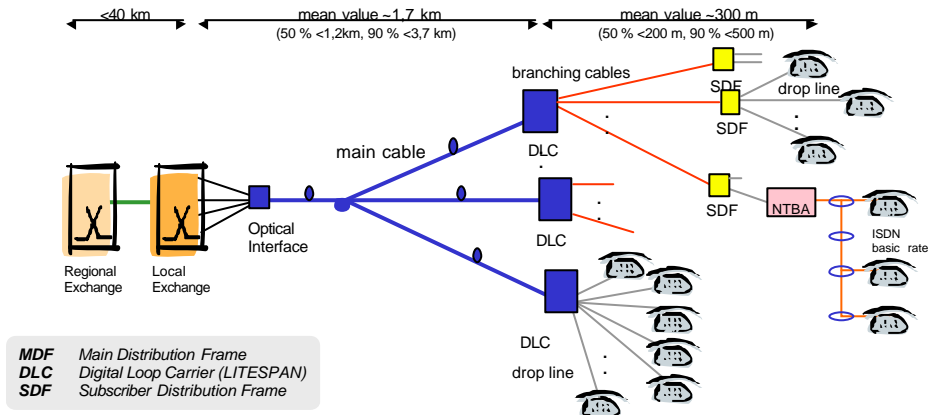 <40 km
mean value ~1,7 km
(50 % <1,2km, 90 % <3,7 km)
mean value ~300 m
(50 % <200 m, 90 % <500 m)
branching cables
SDF
drop line
SDF
DLC
main cable
SDF
NTBA
ISDN
basic rate
Optical
Interface
DLC
Regional
Exchange
Local
Exchange
DLC
drop line
MDF Main Distribution Frame
DLC Digital Loop Carrier (LITESPAN)
SDF Subscriber Distribution Frame